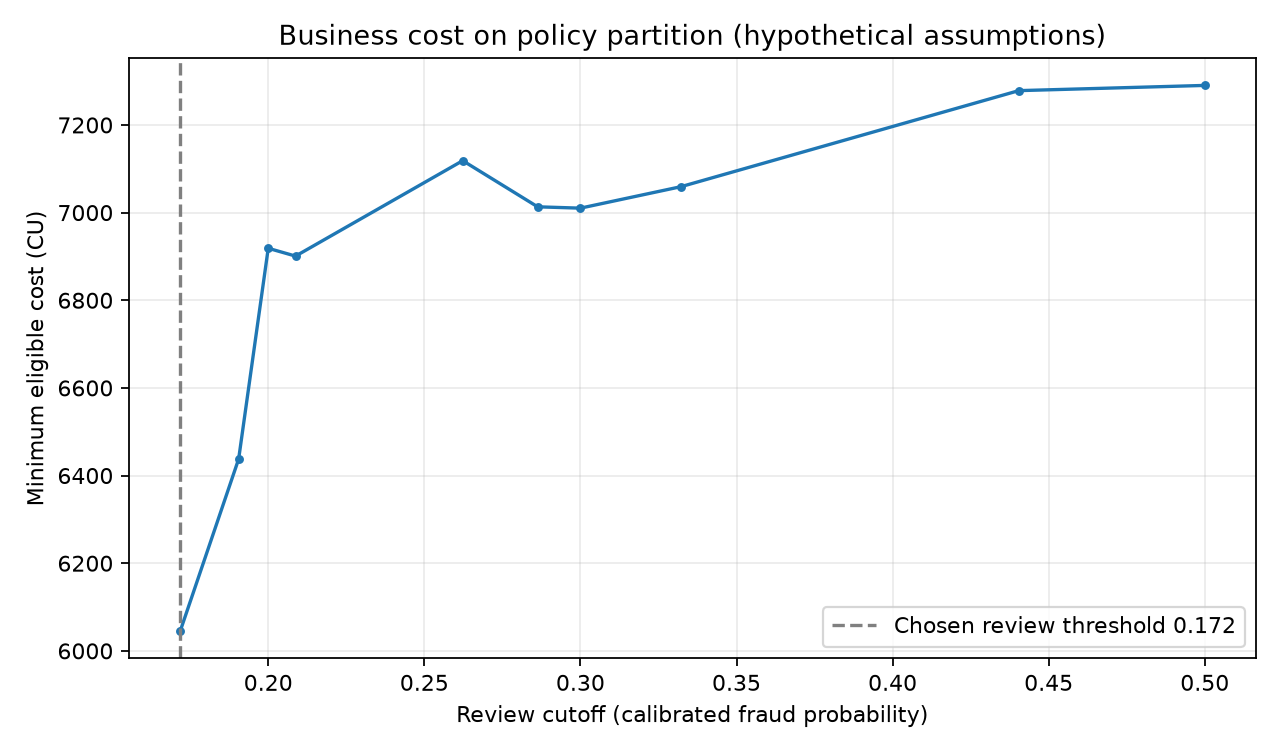 Business cost on policy partition (hypothetical assumptions)
Minimum eligible cost (CU)
7200
7000
6800
6600
6400
6200
6000
Chosen review threshold 0.172
0.20 0.25 0.30 0.35 0.40 0.45 0.50
Review cutoff (calibrated fraud probability)